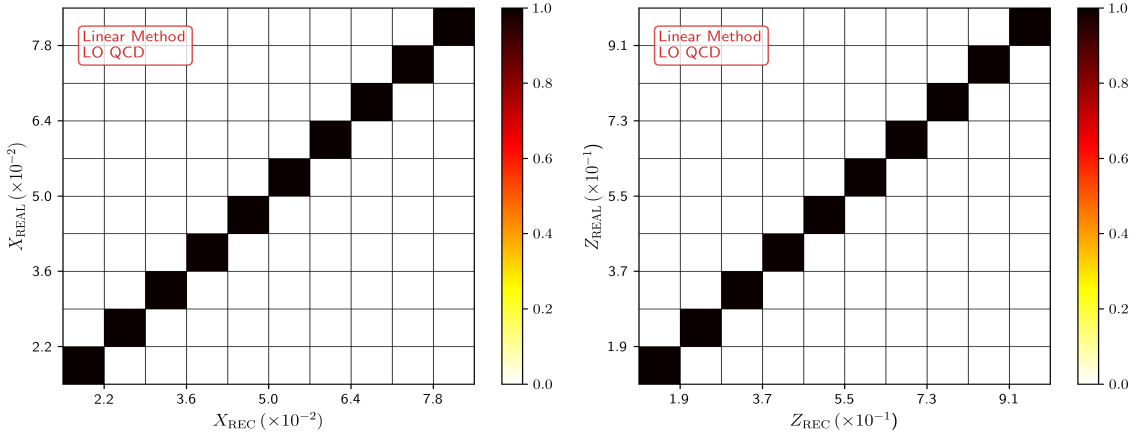 Linear Method
LO QCD
7.8
6.4
5.0
3.6
2.2
X_REAL (×10⁻²)
2.2 3.6 5.0 6.4 7.8
X_REC (×10⁻²)
1.0
0.8
0.6
0.4
0.2
0.0
Linear Method
LO QCD
9.1
7.3
5.5
3.7
1.9
Z_REAL (×10⁻¹)
1.9 3.7 5.5 7.3 9.1
Z_REC (×10⁻¹)
1.0
0.8
0.6
0.4
0.2
0.0